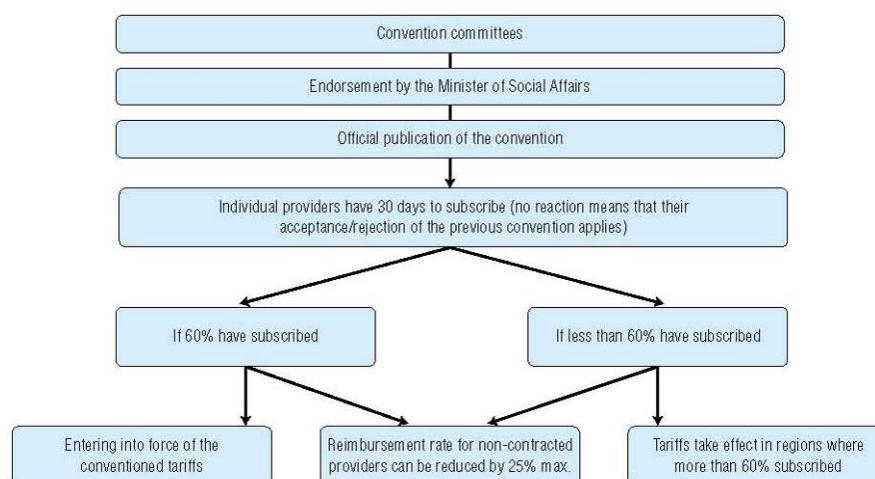 Convention committees
Endorsement by the Minister of Social Affairs
Official publication of the convention
Individual providers have 30 days to subscribe (no reaction means that their
acceptance/rejection of the previous convention applies)
If 60% have subscribed
If less than 60% have subscribed
Entering into force of the
conventioned tariffs
Reimbursement rate for non-contracted
providers can be reduced by 25% max.
Tariffs take effect in regions where
more than 60% subscribed